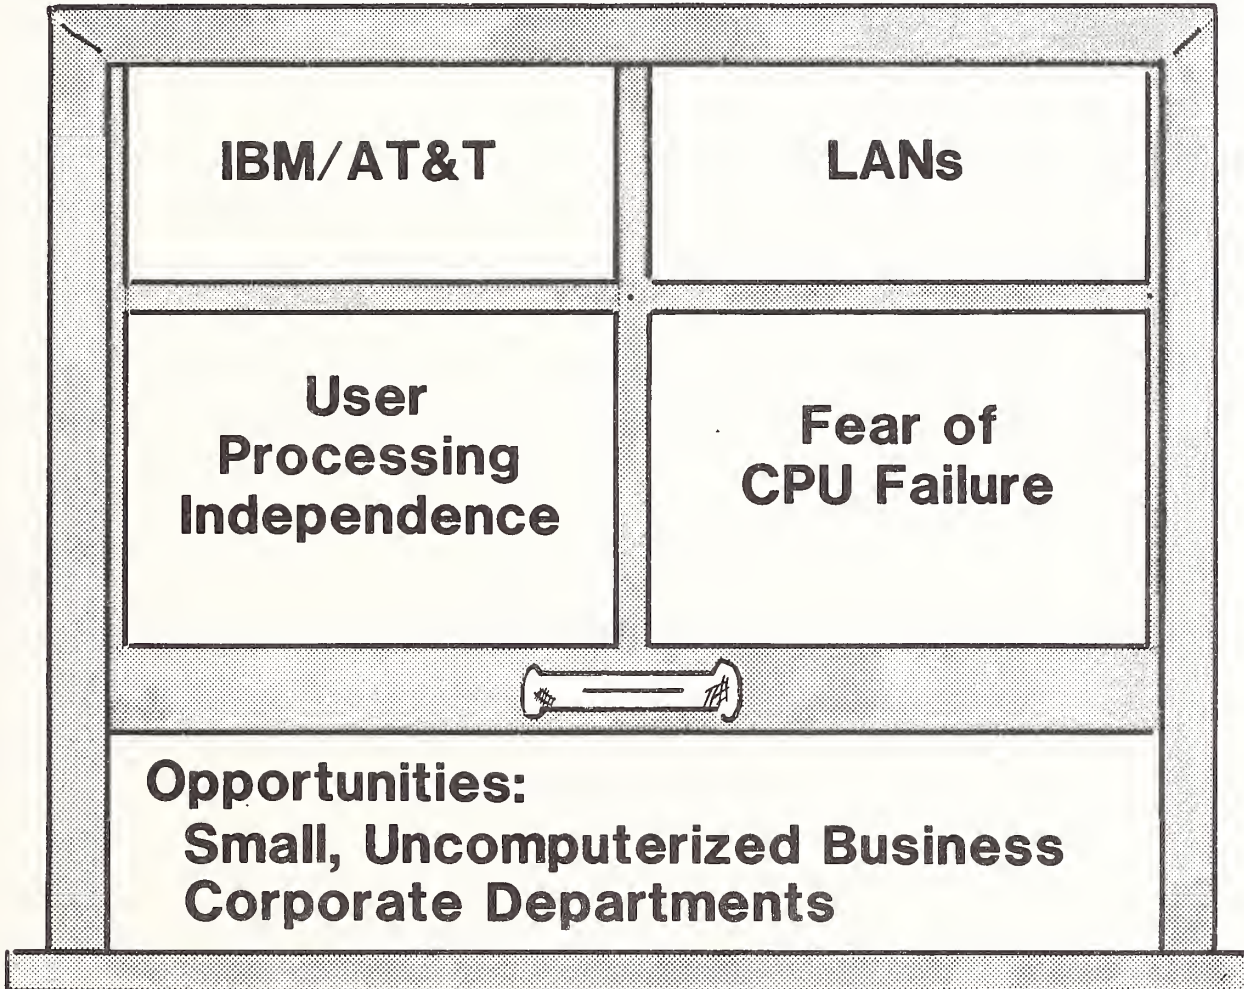 IBM/AT&T
LANs
User
Processing
Independence
Fear of
CPU Failure
Opportunities:
Small, Uncomputerized Business
Corporate Departments